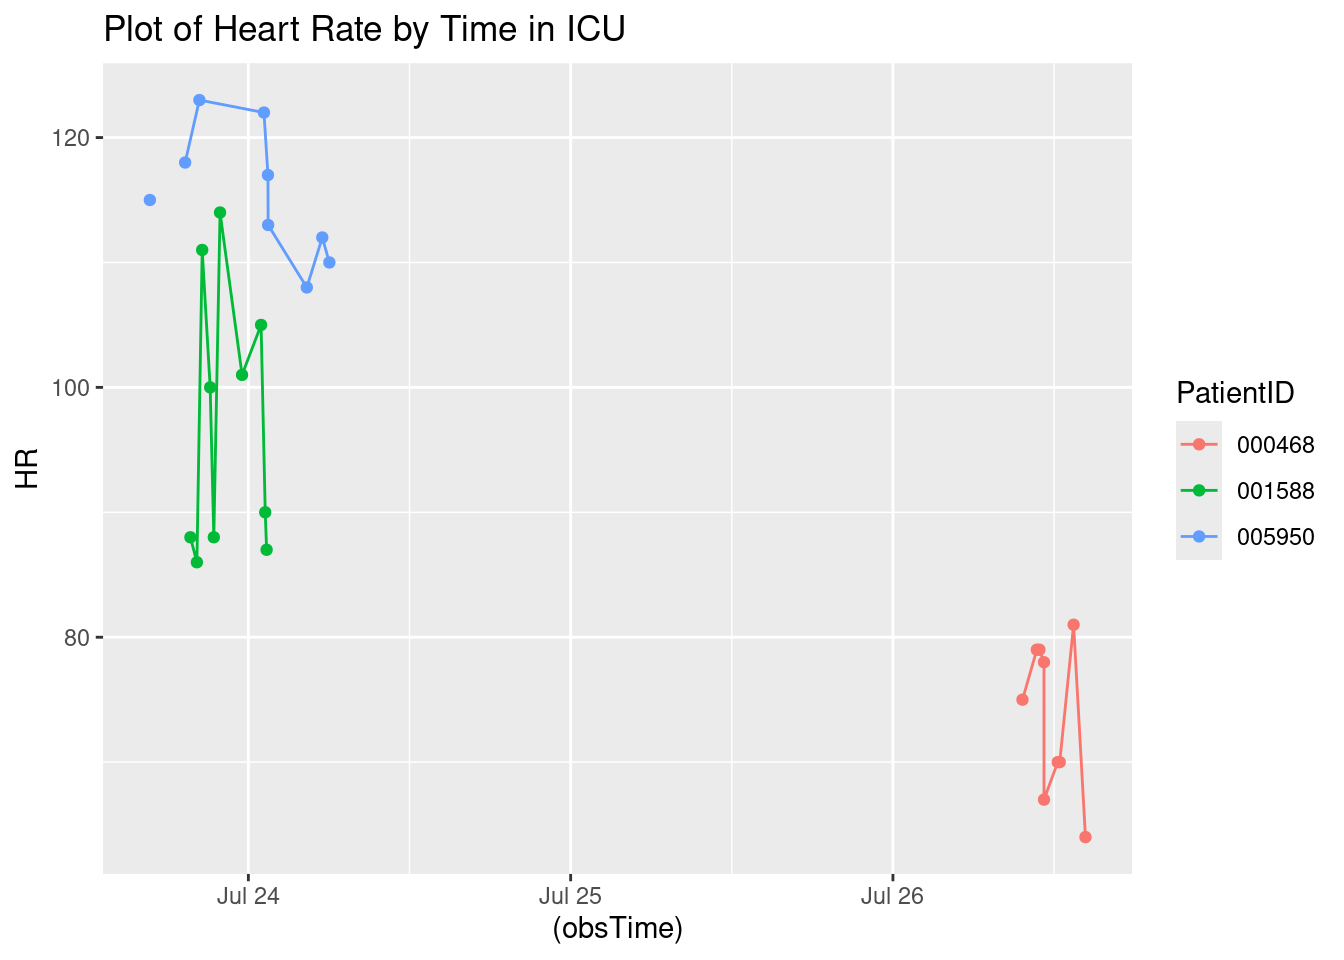 Plot of Heart Rate by Time in ICU
120
100
80
HR
Jul 24
Jul 25
Jul 26
(obsTime)
PatientID
000468
001588
005950